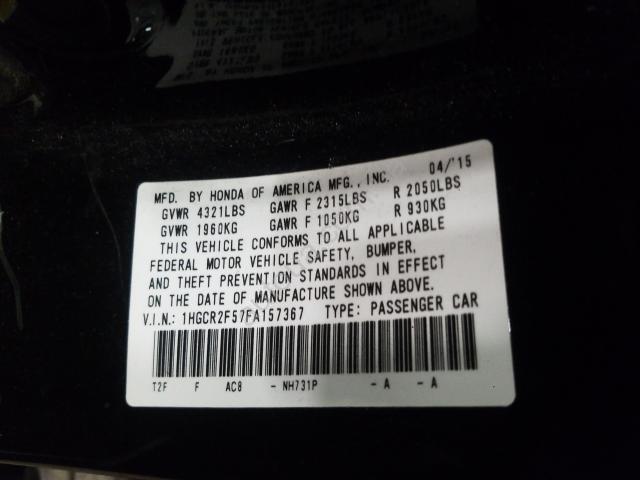 MFD. BY HONDA OF AMERICA MFG., INC. 04/'15
GVWR 4321LBS GAWR F 2315LBS R 2050LBS
GVWR 1960KG GAWR F 1050KG R 930KG
THIS VEHICLE CONFORMS TO ALL APPLICABLE
FEDERAL MOTOR VEHICLE SAFETY, BUMPER,
AND THEFT PREVENTION STANDARDS IN EFFECT
ON THE DATE OF MANUFACTURE SHOWN ABOVE.
V.I.N.: 1HGCR2F57FA157367 TYPE: PASSENGER CAR
T2F F AC8 - NH731P - A - A